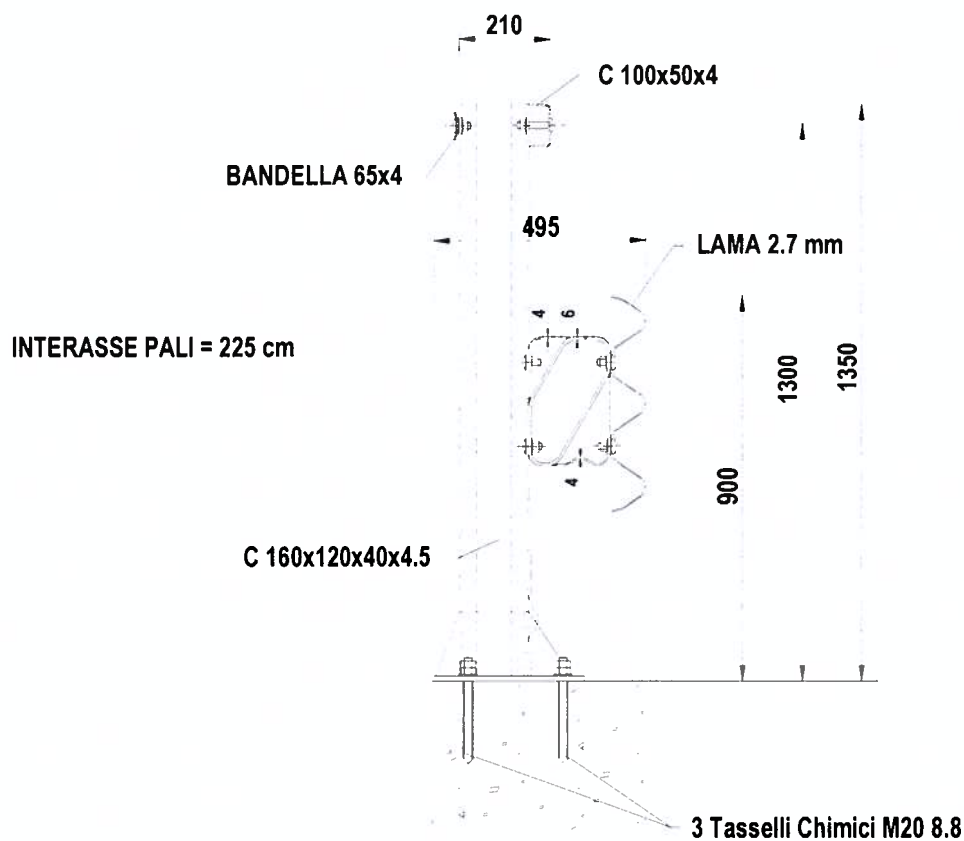 210
C 100x50x4
BANDELLA 65x4
495
LAMA 2.7 mm
4
6
INTERASSE PALI = 225 cm
1300
1350
4
900
C 160x120x40x4.5
3 Tasselli Chimici M20 8.8